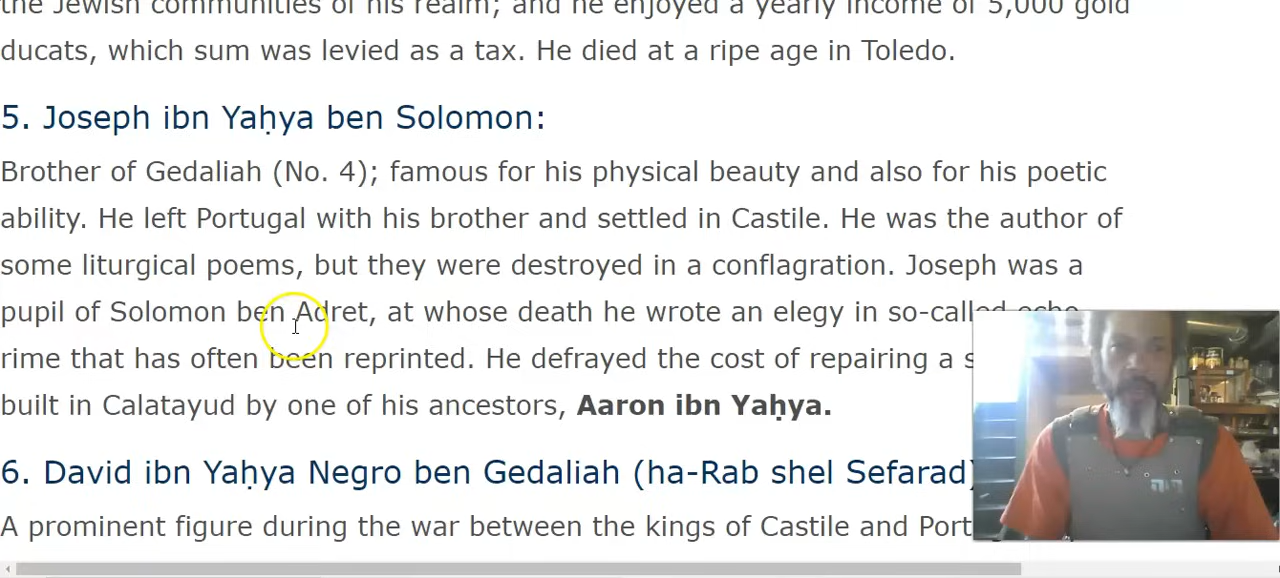 the Jewish communities of his realm; and he enjoyed a yearly income of 5,000 gold
ducats, which sum was levied as a tax. He died at a ripe age in Toledo.
5. Joseph ibn Yaḥya ben Solomon:
Brother of Gedaliah (No. 4); famous for his physical beauty and also for his poetic
ability. He left Portugal with his brother and settled in Castile. He was the author of
some liturgical poems, but they were destroyed in a conflagration. Joseph was a
pupil of Solomon ben Adret, at whose death he wrote an elegy in so-called echo
rime that has often been reprinted. He defrayed the cost of repairing a
built in Calatayud by one of his ancestors, Aaron ibn Yaḥya.
6. David ibn Yaḥya Negro ben Gedaliah (ha-Rab shel Sefarad)
A prominent figure during the war between the kings of Castile and